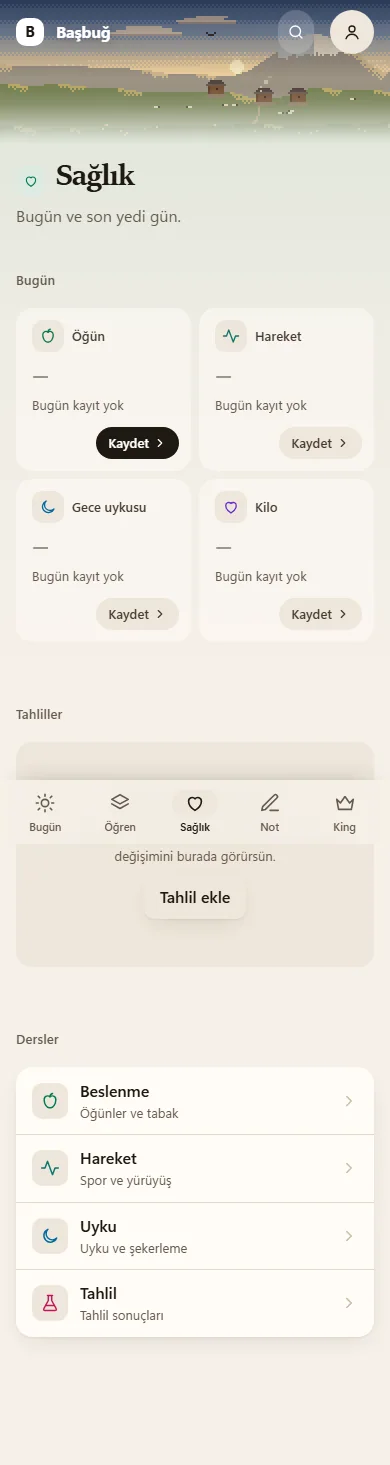 B Başbuğ
Sağlık
Bugün ve son yedi gün.
Bugün
Öğün
—
Bugün kayıt yok
Kaydet
Hareket
—
Bugün kayıt yok
Kaydet
Gece uykusu
—
Bugün kayıt yok
Kaydet
Kilo
—
Bugün kayıt yok
Kaydet
Tahliller
Bugün
Öğren
Sağlık
Not
King
değişimini burada görürsün.
Tahlil ekle
Dersler
Beslenme
Öğünler ve tabak
Hareket
Spor ve yürüyüş
Uyku
Uyku ve şekerleme
Tahlil
Tahlil sonuçları